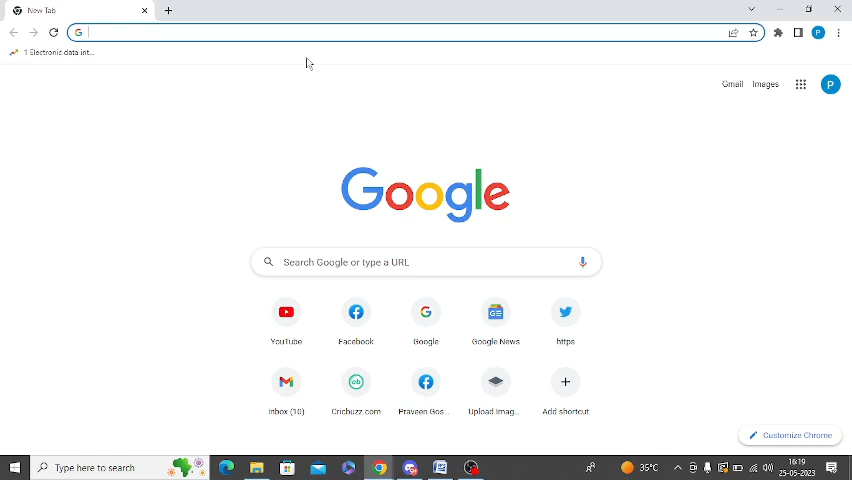 New Tab
1 Electronic data int...
Gmail Images
P
P
Google
Search Google or type a URL
YouTube Facebook Google Google News https
Inbox (10) Cricbuzz.com Praveen Gos... Upload Imag... Add shortcut
Customize Chrome
Type here to search
35°C
16:19
25-05-2023